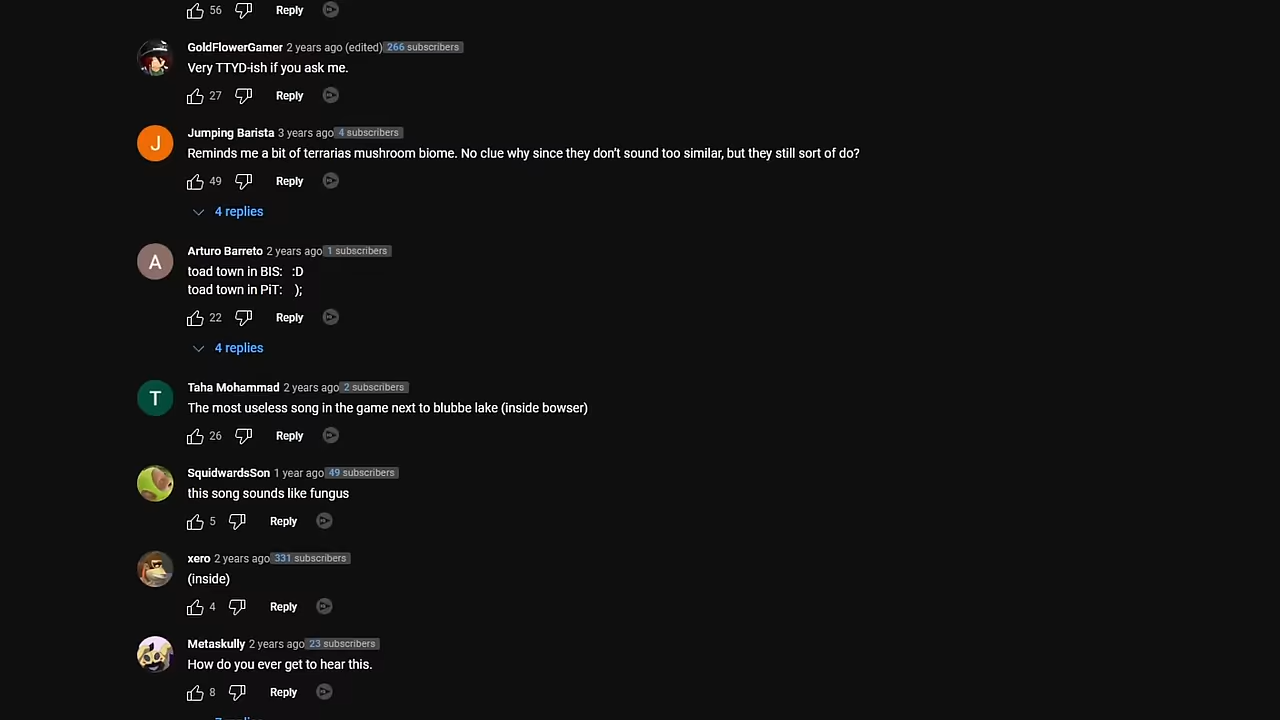 56 Reply
GoldFlowerGamer 2 years ago (edited) 266 subscribers
Very TTYD-ish if you ask me.
27 Reply
J
Jumping Barista 3 years ago 4 subscribers
Reminds me a bit of terrarias mushroom biome. No clue why since they don't sound too similar, but they still sort of do?
49 Reply
4 replies
A
Arturo Barreto 2 years ago 1 subscribers
toad town in BIS: :D
toad town in PiT: );
22 Reply
4 replies
T
Taha Mohammad 2 years ago 2 subscribers
The most useless song in the game next to blubbe lake (inside bowser)
26 Reply
SquidwardsSon 1 year ago 49 subscribers
this song sounds like fungus
5 Reply
xero 2 years ago 331 subscribers
(inside)
4 Reply
Metaskully 2 years ago 23 subscribers
How do you ever get to hear this.
8 Reply